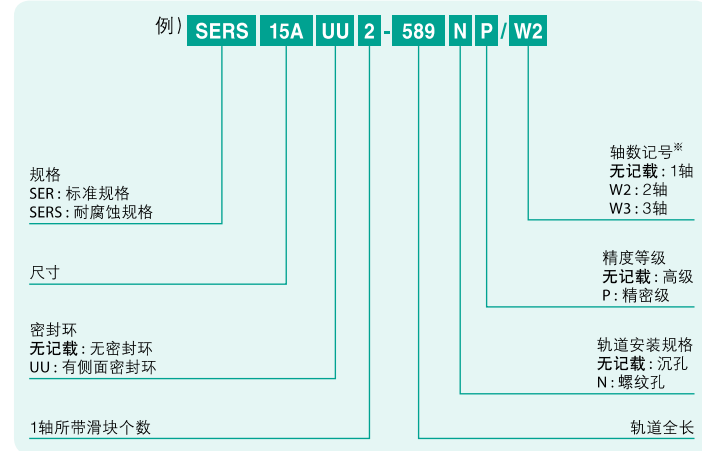 例) SERS 15A UU 2 - 589 N P / W2
规格
SER : 标准规格
SERS : 耐腐蚀规格
尺寸
密封环
无记载 : 无密封环
UU : 有侧面密封环
1轴所带滑块个数
轴数记号※
无记载 : 1轴
W2 : 2轴
W3 : 3轴
精度等级
无记载 : 高级
P : 精密级
轨道安装规格
无记载 : 沉孔
N : 螺纹孔
轨道全长